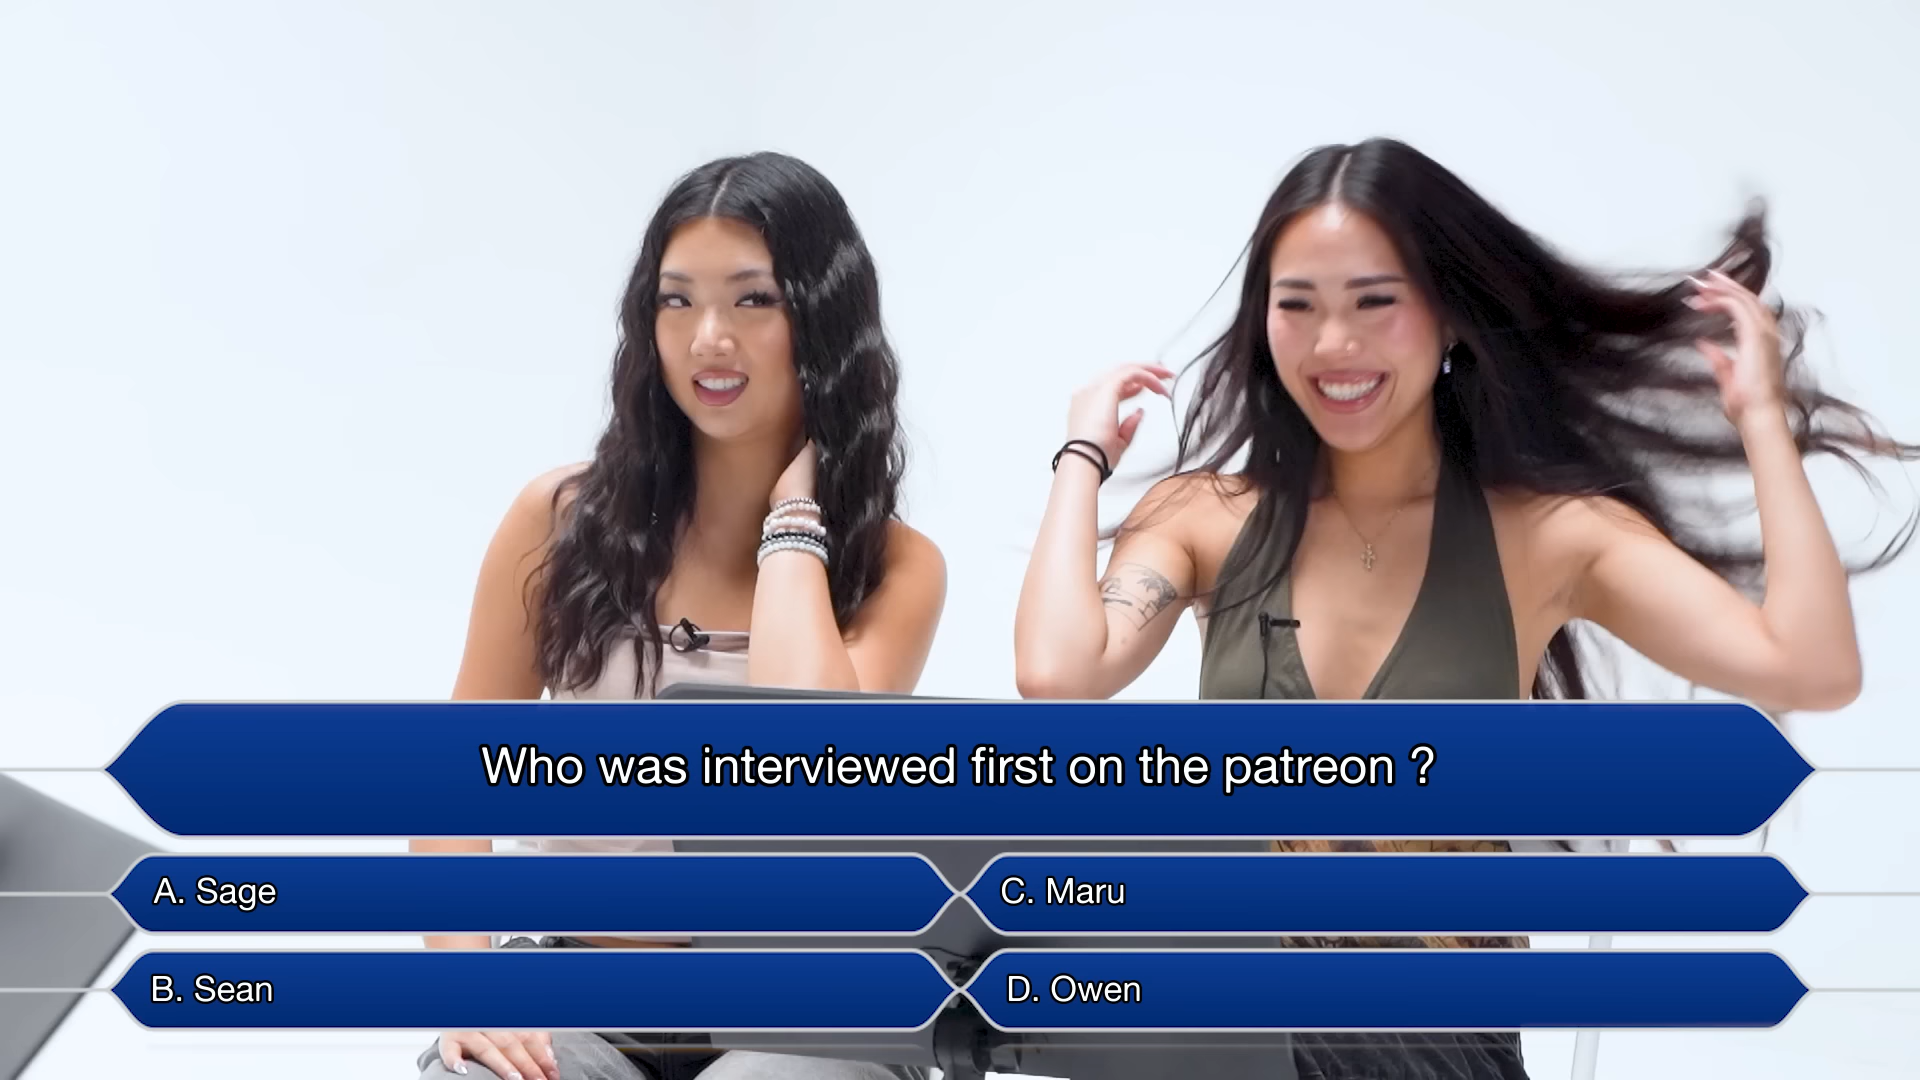 Who was interviewed first on the patreon ?
A. Sage
C. Maru
B. Sean
D. Owen